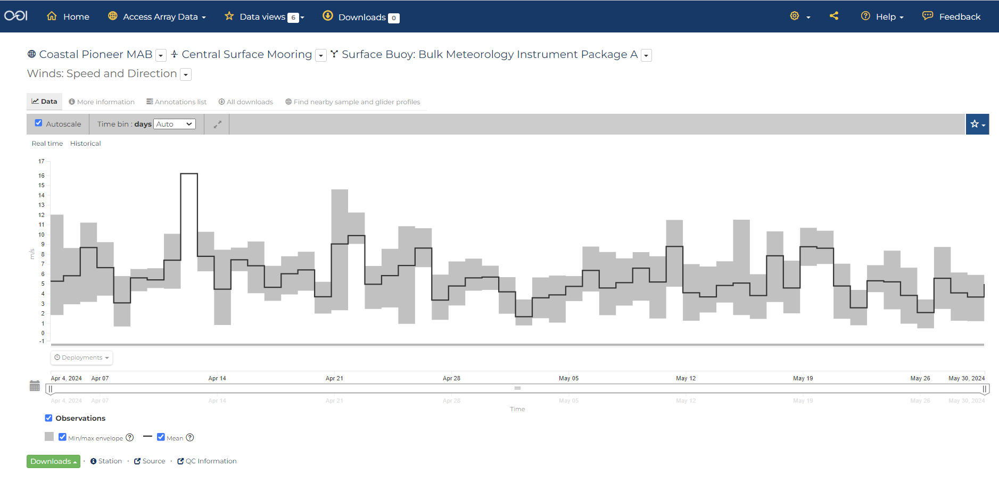 OOI Home Access Array Data Data views 6 Downloads 0 Help Feedback
Coastal Pioneer MAB Central Surface Mooring Surface Buoy: Bulk Meteorology Instrument Package A
Winds: Speed and Direction
Data More information Annotations list All downloads Find nearby sample and glider profiles
Autoscale Time bin : days Auto
Real time Historical
17
16
15
14
13
12
11
10
9
8
7
6
5
4
3
2
1
0
-1
m/s
Deployments
Apr 4, 2024 Apr 07 Apr 14 Apr 21 Apr 28 May 05 May 12 May 19 May 26 May 30, 2024
Apr 4, 2024 Apr 07 Apr 14 Apr 21 Apr 28 May 05 May 12 May 19 May 26 May 30, 2024
Time
Observations
Min/max envelope ? Mean ?
Downloads · Station · Source · QC Information